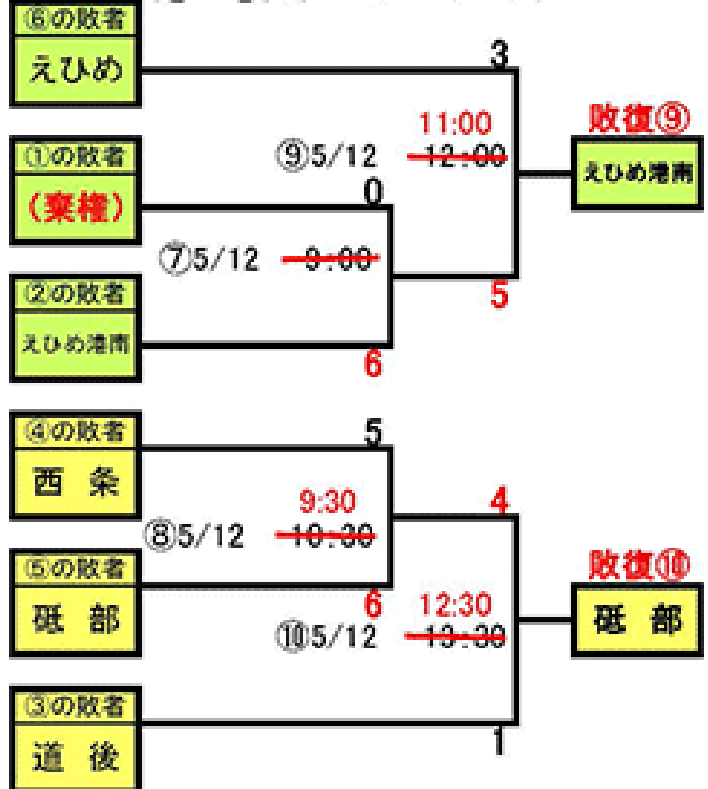 ⑥の敗者
えひめ
3
11:00
敗復⑨
⑨5/12 12:00
えひめ港南
①の敗者
(棄権)
0
⑦5/12 9:00
②の敗者
えひめ港南
5
6
④の敗者
西 条
5
9:30
4
⑧5/12 10:30
敗復⑩
⑤の敗者
砥 部
6
12:30
⑩5/12 13:30
砥 部
③の敗者
道 後
1